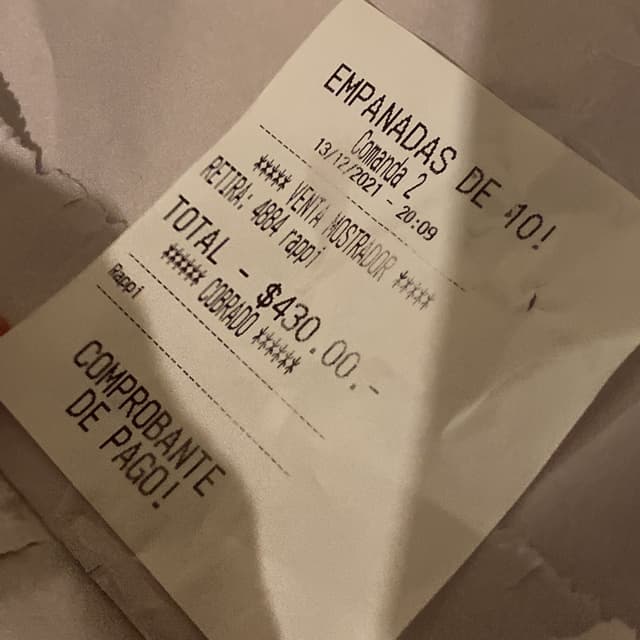 EMPANADAS DE 10!
Comanda 2
13/12/2021 - 20:09
***** VENTA MOSTRADOR *****
RETIRA: 4884 rappi
TOTAL - $430.00.-
****** COBRADO ******
Rappi
COMPROBANTE
DE PAGO!